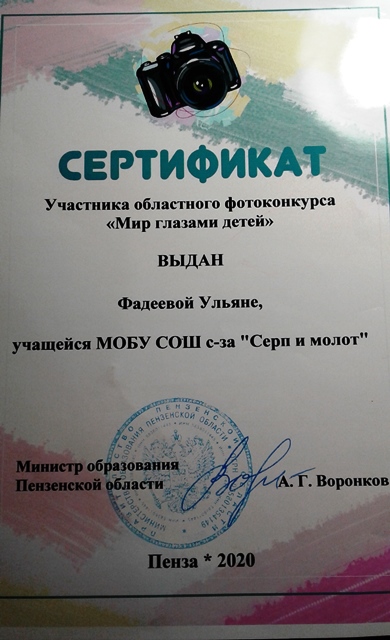 СЕРТИФИКАТ
Участника областного фотоконкурса
«Мир глазами детей»
ВЫДАН
Фадеевой Ульяне,
учащейся МОБУ СОШ с-за "Серп и молот"
Министр образования
Пензенской области
А. Г. Воронков
Пенза * 2020